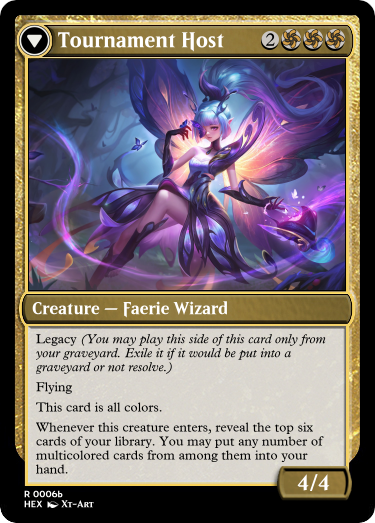 Tournament Host
2
Creature — Faerie Wizard
Legacy (You may play this side of this card only from
your graveyard. Exile it if it would be put into a
graveyard or not resolve.)
Flying
This card is all colors.
Whenever this creature enters, reveal the top six
cards of your library. You may put any number of
multicolored cards from among them into your
hand.
4/4
R 0006b
HEX XT-ART